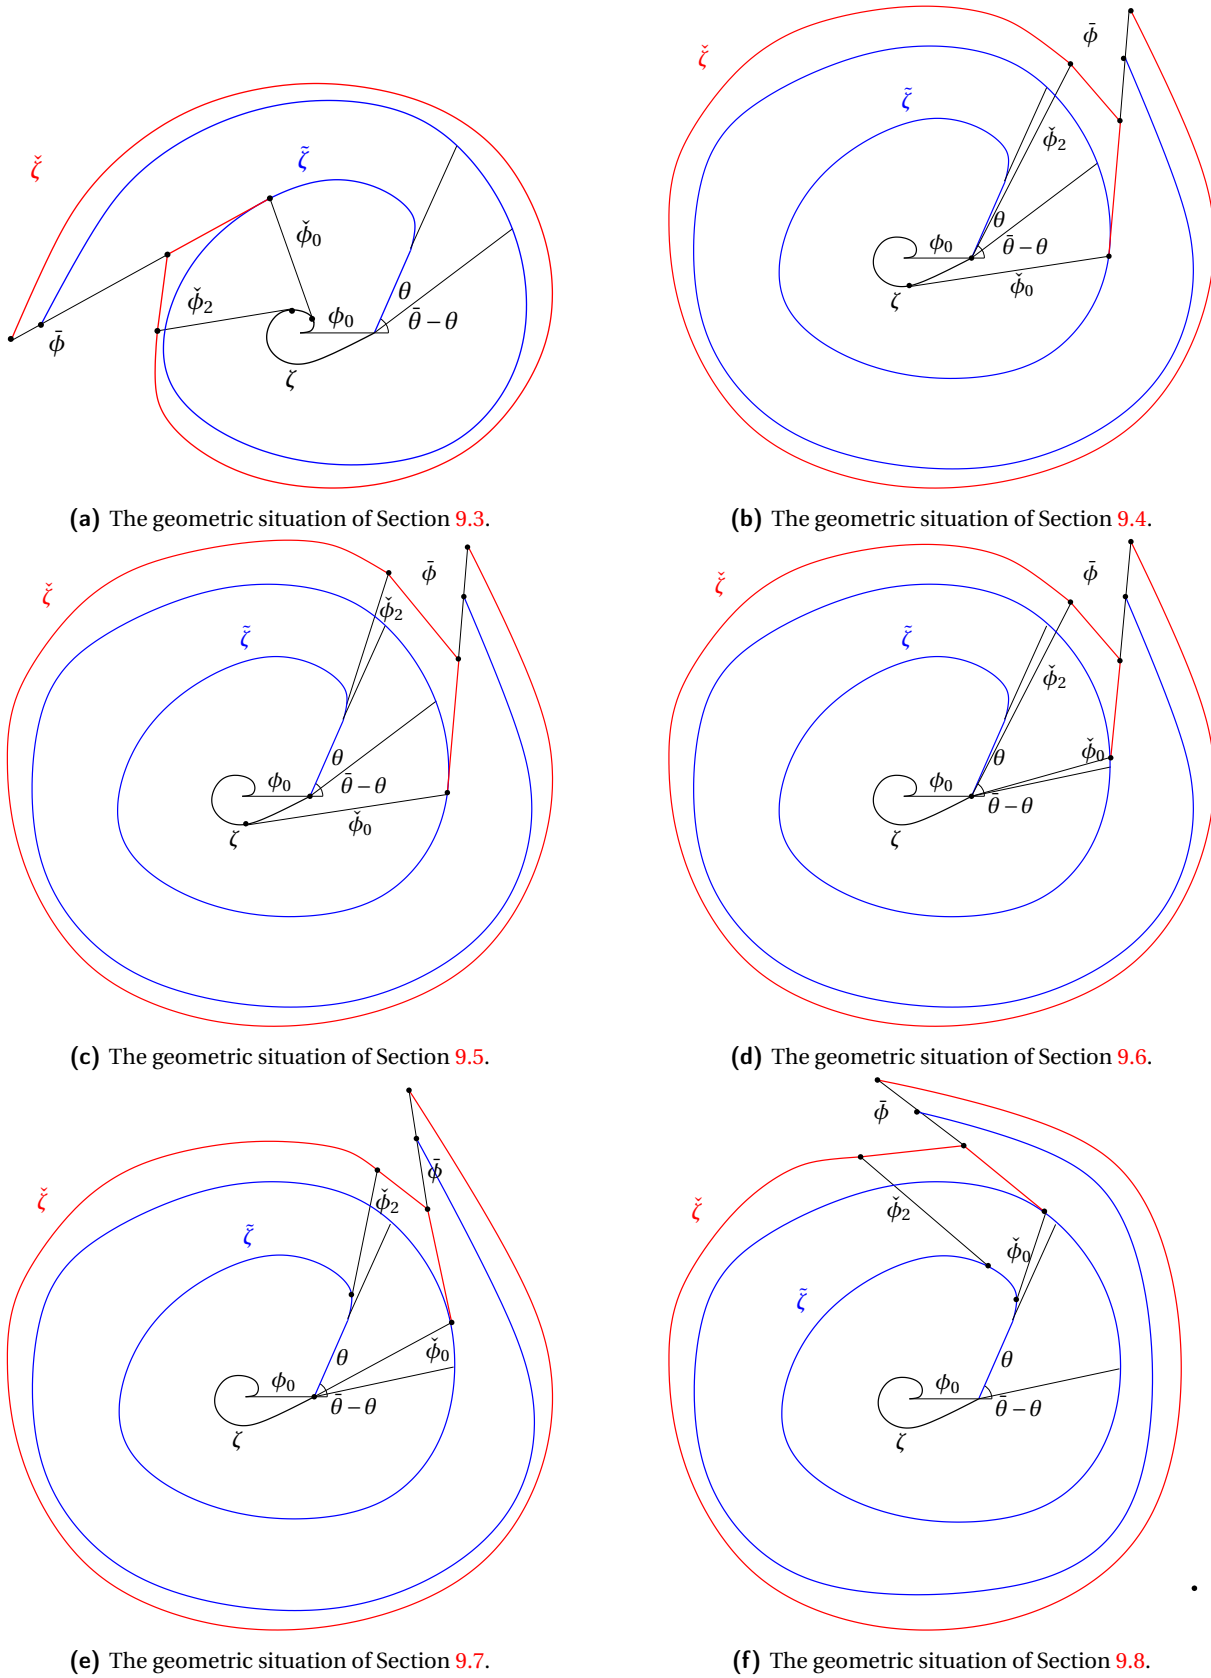 ζ̌
ζ̃
ϕ̌₀
ϕ̌₂
ϕ₀
θ
θ̄ − θ
ϕ̄
ζ
(a) The geometric situation of Section 9.3.
ζ̌
ϕ̄
ζ̃
ϕ̌₂
θ
ϕ₀
θ̄ − θ
ϕ̌₀
ζ
(b) The geometric situation of Section 9.4.
ζ̌
ϕ̄
ϕ̌₂
ζ̃
θ
ϕ₀
θ̄ − θ
ϕ̌₀
ζ
(c) The geometric situation of Section 9.5.
ζ̌
ϕ̄
ζ̃
ϕ̌₂
ϕ̌₀
θ
ϕ₀
θ̄ − θ
ζ
(d) The geometric situation of Section 9.6.
ϕ̄
ζ̌
ϕ̌₂
ζ̃
ϕ̌₀
θ
ϕ₀
θ̄ − θ
ζ
(e) The geometric situation of Section 9.7.
ϕ̄
ζ̌
ϕ̌₂
ϕ̌₀
ζ̃
θ
ϕ₀
θ̄ − θ
ζ
(f) The geometric situation of Section 9.8.